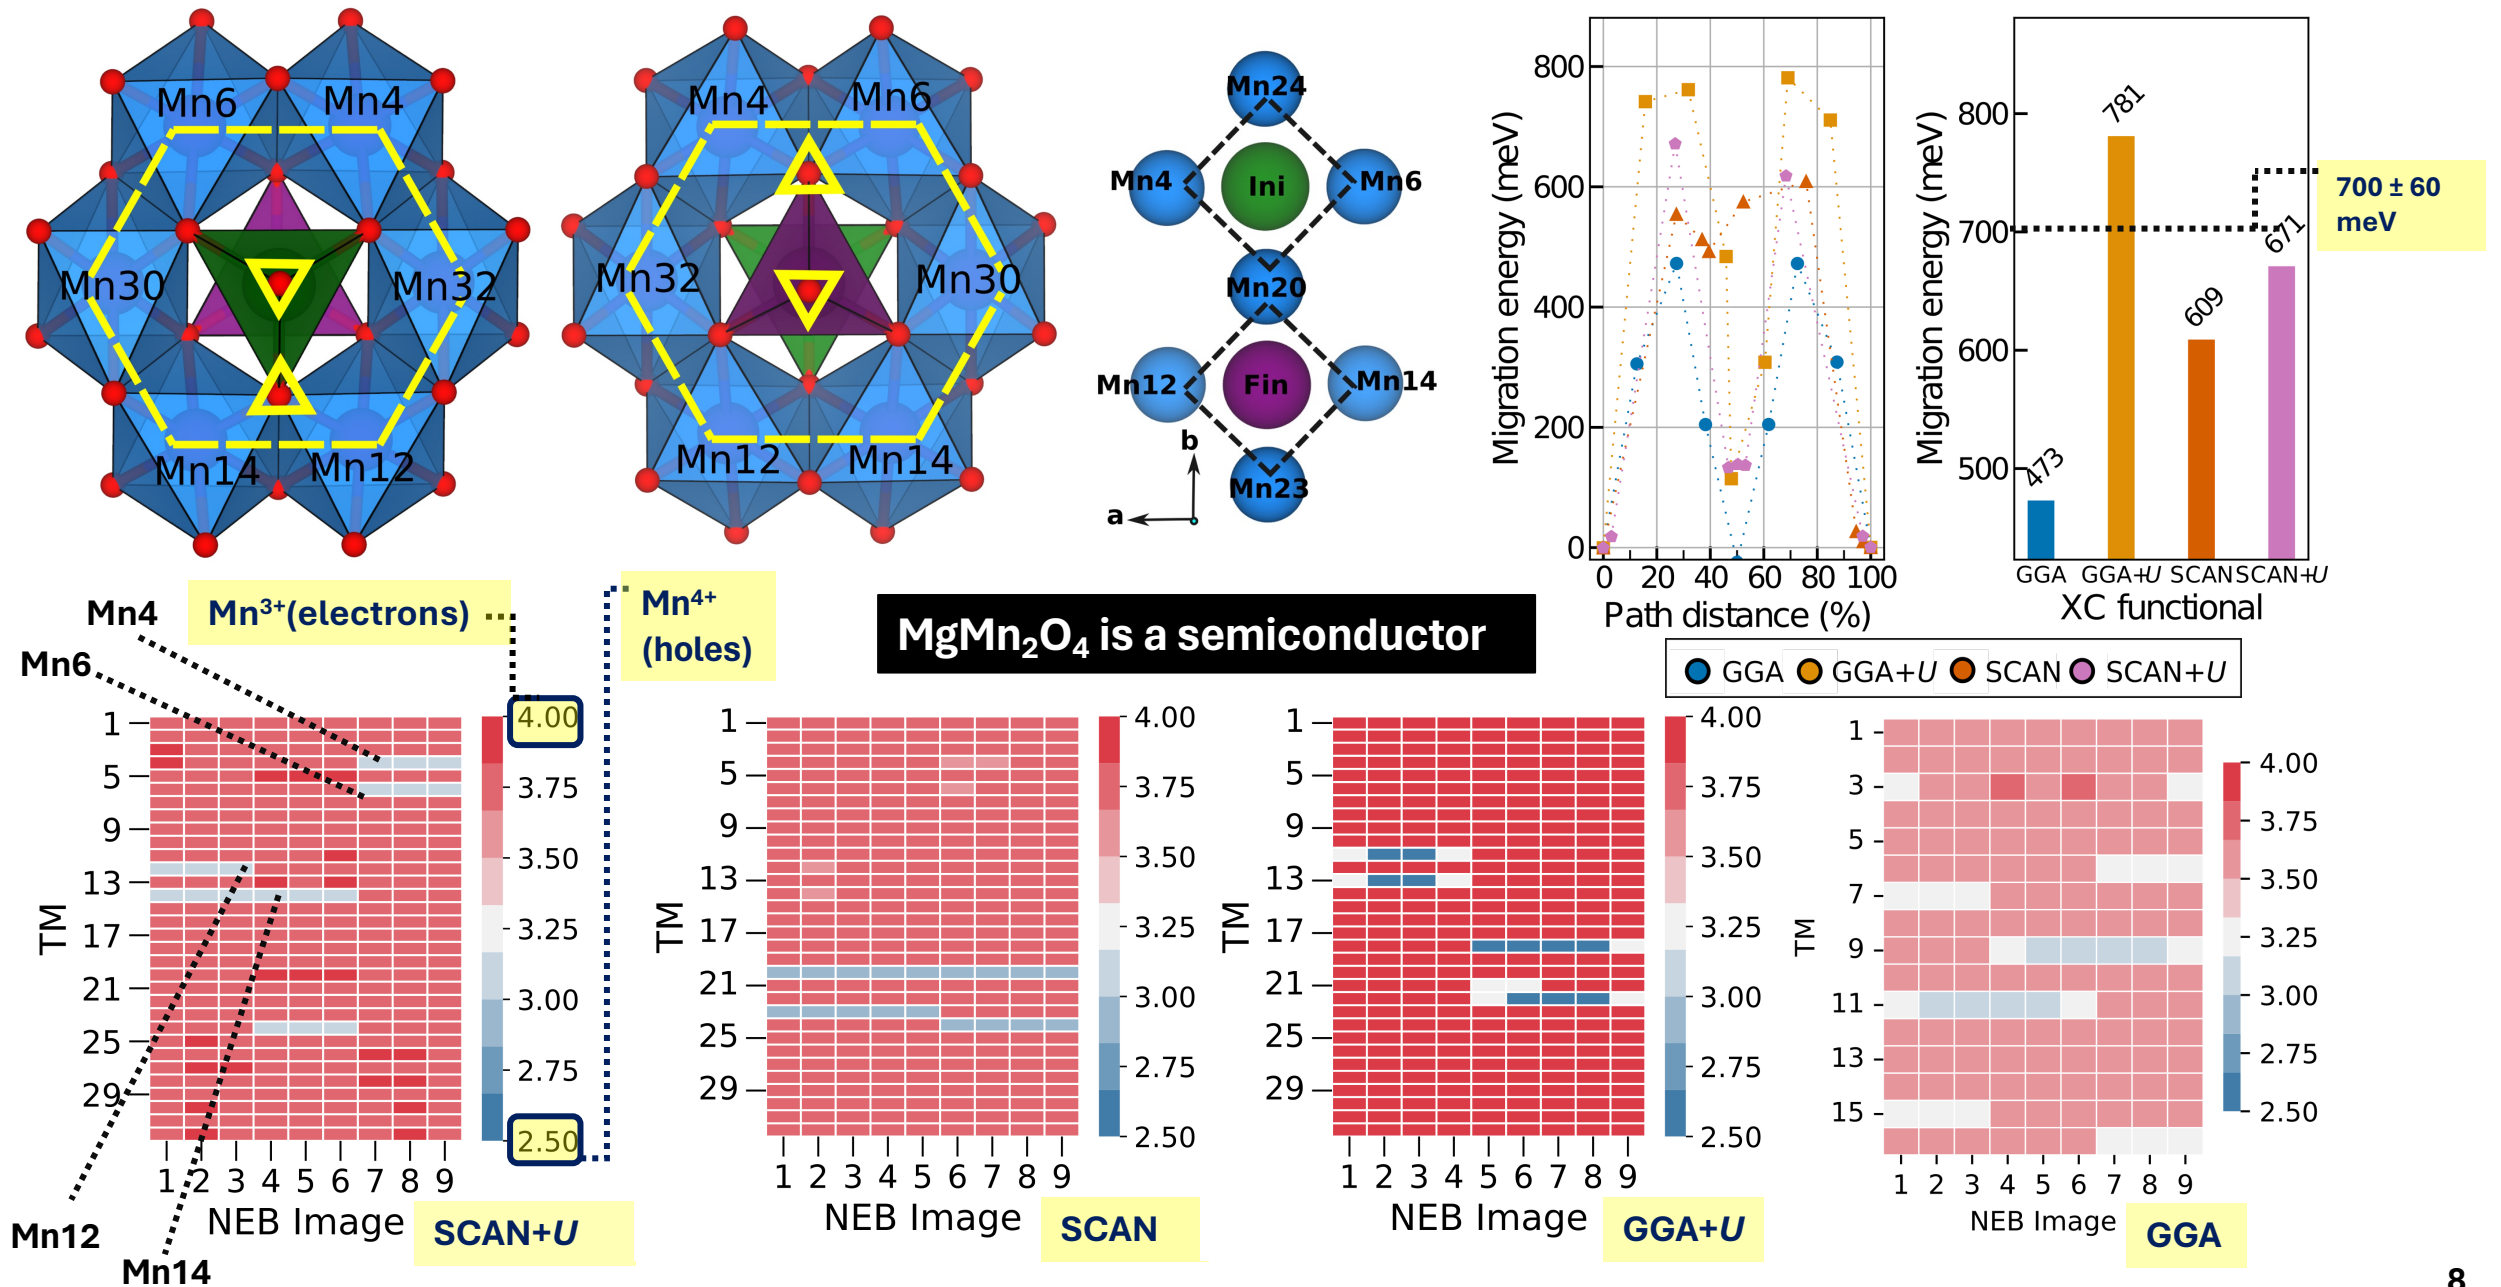 Mn6
Mn4
Mn30
Mn32
Mn14
Mn12
Mn4
Mn6
Mn32
Mn30
Mn12
Mn14
Mn24
Mn4
Ini
Mn6
Mn20
Mn12
Fin
Mn14
Mn23
b
a
Migration energy (meV)
800
600
400
200
0
0 20 40 60 80 100
Path distance (%)
Migration energy (meV)
800
700
600
500
473
781
609
671
GGA GGA+U SCAN SCAN+U
XC functional
700 ± 60
meV
GGA GGA+U SCAN SCAN+U
MgMn₂O₄ is a semiconductor
Mn³⁺(electrons)
Mn⁴⁺
(holes)
Mn4
Mn6
Mn12
Mn14
TM
1
5
9
13
17
21
25
29
1 2 3 4 5 6 7 8 9
NEB Image
4.00
3.75
3.50
3.25
3.00
2.75
2.50
SCAN+U
TM
1
5
9
13
17
21
25
29
1 2 3 4 5 6 7 8 9
NEB Image
4.00
3.75
3.50
3.25
3.00
2.75
2.50
SCAN
TM
1
5
9
13
17
21
25
29
1 2 3 4 5 6 7 8 9
NEB Image
4.00
3.75
3.50
3.25
3.00
2.75
2.50
GGA+U
TM
1
3
5
7
9
11
13
15
1 2 3 4 5 6 7 8 9
NEB Image
4.00
3.75
3.50
3.25
3.00
2.75
2.50
GGA
8